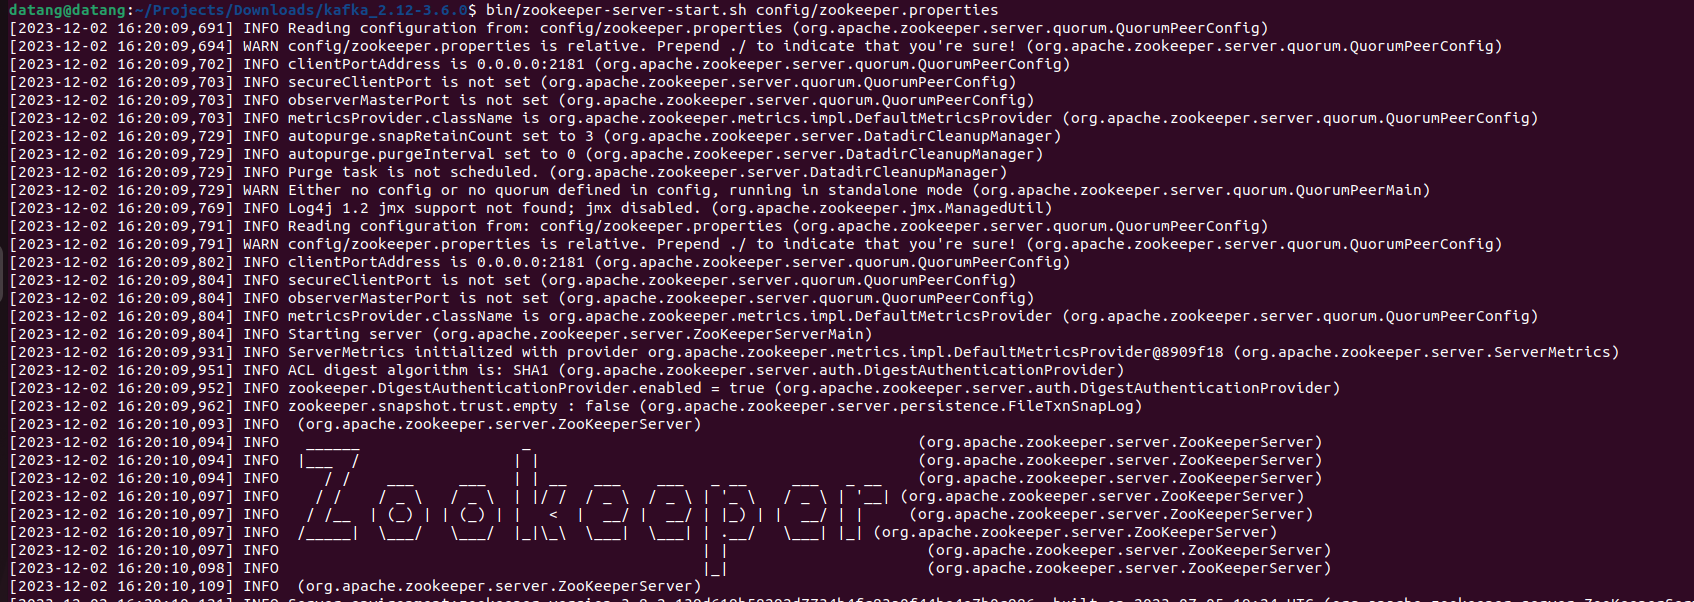 datang@datang:~/Projects/Downloads/kafka_2.12-3.6.0$ bin/zookeeper-server-start.sh config/zookeeper.properties
[2023-12-02 16:20:09,691] INFO Reading configuration from: config/zookeeper.properties (org.apache.zookeeper.server.quorum.QuorumPeerConfig)
[2023-12-02 16:20:09,694] WARN config/zookeeper.properties is relative. Prepend ./ to indicate that you're sure! (org.apache.zookeeper.server.quorum.QuorumPeerConfig)
[2023-12-02 16:20:09,702] INFO clientPortAddress is 0.0.0.0:2181 (org.apache.zookeeper.server.quorum.QuorumPeerConfig)
[2023-12-02 16:20:09,703] INFO secureClientPort is not set (org.apache.zookeeper.server.quorum.QuorumPeerConfig)
[2023-12-02 16:20:09,703] INFO observerMasterPort is not set (org.apache.zookeeper.server.quorum.QuorumPeerConfig)
[2023-12-02 16:20:09,703] INFO metricsProvider.className is org.apache.zookeeper.metrics.impl.DefaultMetricsProvider (org.apache.zookeeper.server.quorum.QuorumPeerConfig)
[2023-12-02 16:20:09,729] INFO autopurge.snapRetainCount set to 3 (org.apache.zookeeper.server.DatadirCleanupManager)
[2023-12-02 16:20:09,729] INFO autopurge.purgeInterval set to 0 (org.apache.zookeeper.server.DatadirCleanupManager)
[2023-12-02 16:20:09,729] INFO Purge task is not scheduled. (org.apache.zookeeper.server.DatadirCleanupManager)
[2023-12-02 16:20:09,729] WARN Either no config or no quorum defined in config, running in standalone mode (org.apache.zookeeper.server.quorum.QuorumPeerMain)
[2023-12-02 16:20:09,769] INFO Log4j 1.2 jmx support not found; jmx disabled. (org.apache.zookeeper.jmx.ManagedUtil)
[2023-12-02 16:20:09,791] INFO Reading configuration from: config/zookeeper.properties (org.apache.zookeeper.server.quorum.QuorumPeerConfig)
[2023-12-02 16:20:09,791] WARN config/zookeeper.properties is relative. Prepend ./ to indicate that you're sure! (org.apache.zookeeper.server.quorum.QuorumPeerConfig)
[2023-12-02 16:20:09,802] INFO clientPortAddress is 0.0.0.0:2181 (org.apache.zookeeper.server.quorum.QuorumPeerConfig)
[2023-12-02 16:20:09,804] INFO secureClientPort is not set (org.apache.zookeeper.server.quorum.QuorumPeerConfig)
[2023-12-02 16:20:09,804] INFO observerMasterPort is not set (org.apache.zookeeper.server.quorum.QuorumPeerConfig)
[2023-12-02 16:20:09,804] INFO metricsProvider.className is org.apache.zookeeper.metrics.impl.DefaultMetricsProvider (org.apache.zookeeper.server.quorum.QuorumPeerConfig)
[2023-12-02 16:20:09,804] INFO Starting server (org.apache.zookeeper.server.ZooKeeperServerMain)
[2023-12-02 16:20:09,931] INFO ServerMetrics initialized with provider org.apache.zookeeper.metrics.impl.DefaultMetricsProvider@8909f18 (org.apache.zookeeper.server.ServerMetrics)
[2023-12-02 16:20:09,951] INFO ACL digest algorithm is: SHA1 (org.apache.zookeeper.server.auth.DigestAuthenticationProvider)
[2023-12-02 16:20:09,952] INFO zookeeper.DigestAuthenticationProvider.enabled = true (org.apache.zookeeper.server.auth.DigestAuthenticationProvider)
[2023-12-02 16:20:09,962] INFO zookeeper.snapshot.trust.empty : false (org.apache.zookeeper.server.persistence.FileTxnSnapLog)
[2023-12-02 16:20:10,093] INFO  (org.apache.zookeeper.server.ZooKeeperServer)
[2023-12-02 16:20:10,094] INFO   ______                  _                                           (org.apache.zookeeper.server.ZooKeeperServer)
[2023-12-02 16:20:10,094] INFO  |___  /                 | |                                          (org.apache.zookeeper.server.ZooKeeperServer)
[2023-12-02 16:20:10,094] INFO     / /    ___     ___   | | __   ___    ___   _ __     ___   _ __    (org.apache.zookeeper.server.ZooKeeperServer)
[2023-12-02 16:20:10,097] INFO    / /    / _ \   / _ \  | |/ /  / _ \  / _ \ | '_ \   / _ \ | '__| (org.apache.zookeeper.server.ZooKeeperServer)
[2023-12-02 16:20:10,097] INFO   / /__  | (_) | | (_) | |   <  |  __/ |  __/ | |_) | |  __/ | |     (org.apache.zookeeper.server.ZooKeeperServer)
[2023-12-02 16:20:10,097] INFO  /_____|  \___/   \___/  |_|\_\  \___|  \___| | .__/   \___| |_| (org.apache.zookeeper.server.ZooKeeperServer)
[2023-12-02 16:20:10,097] INFO                                               | |                      (org.apache.zookeeper.server.ZooKeeperServer)
[2023-12-02 16:20:10,098] INFO                                               |_|                      (org.apache.zookeeper.server.ZooKeeperServer)
[2023-12-02 16:20:10,109] INFO  (org.apache.zookeeper.server.ZooKeeperServer)